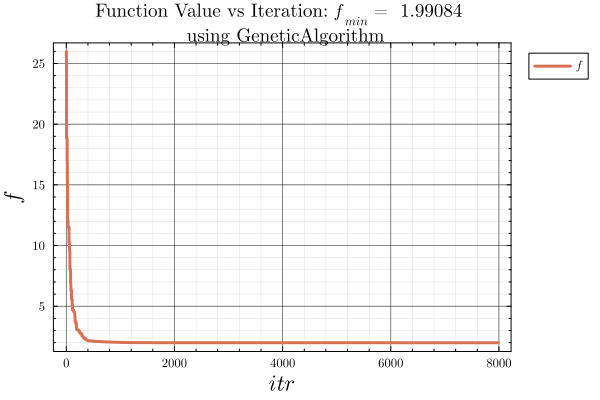 Function Value vs Iteration: f_min = 1.99084
using GeneticAlgorithm
f
25
20
15
10
5
f
0 2000 4000 6000 8000
itr